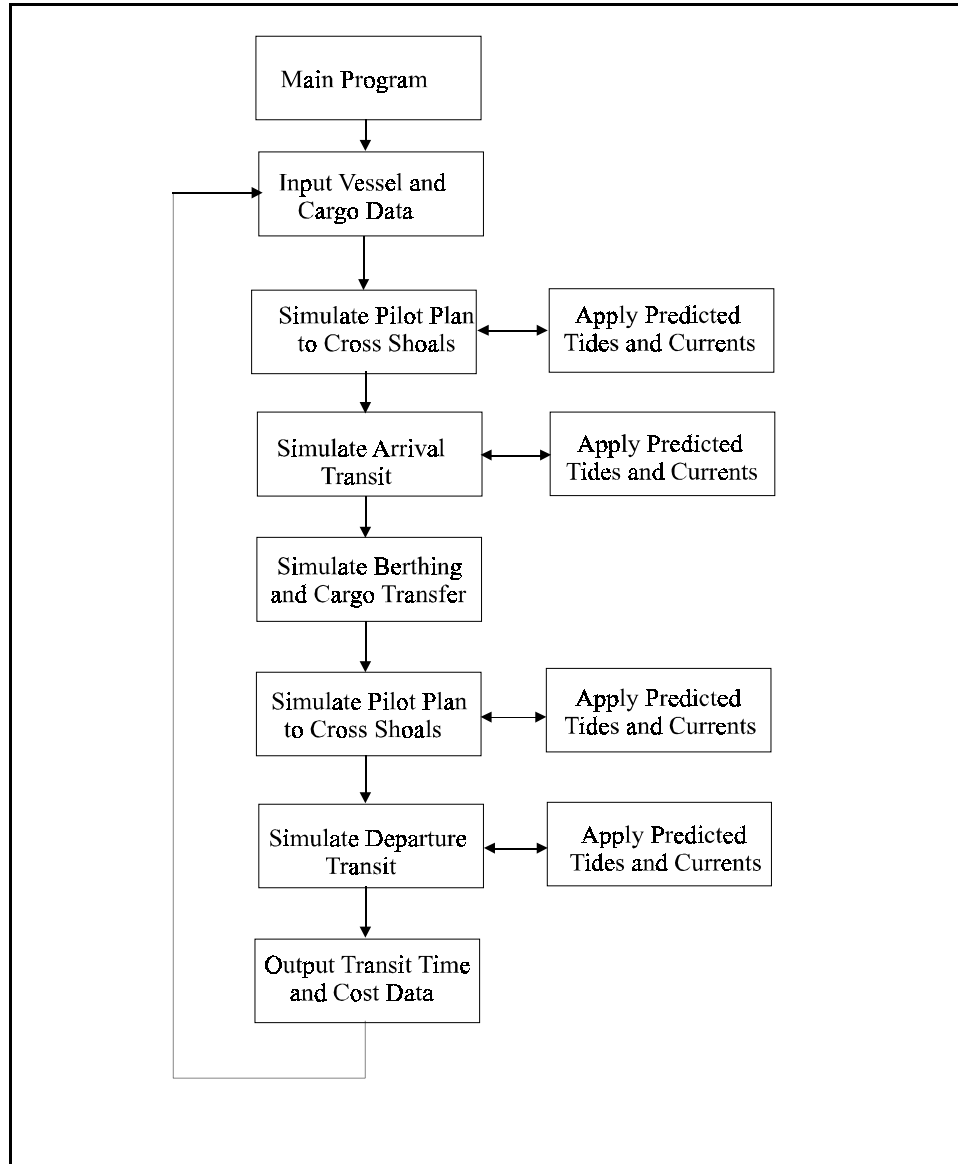 Main Program
Input Vessel and
Cargo Data
Simulate Pilot Plan
to Cross Shoals
Apply Predicted
Tides and Currents
Simulate Arrival
Transit
Apply Predicted
Tides and Currents
Simulate Berthing
and Cargo Transfer
Simulate Pilot Plan
to Cross Shoals
Apply Predicted
Tides and Currents
Simulate Departure
Transit
Apply Predicted
Tides and Currents
Output Transit Time
and Cost Data